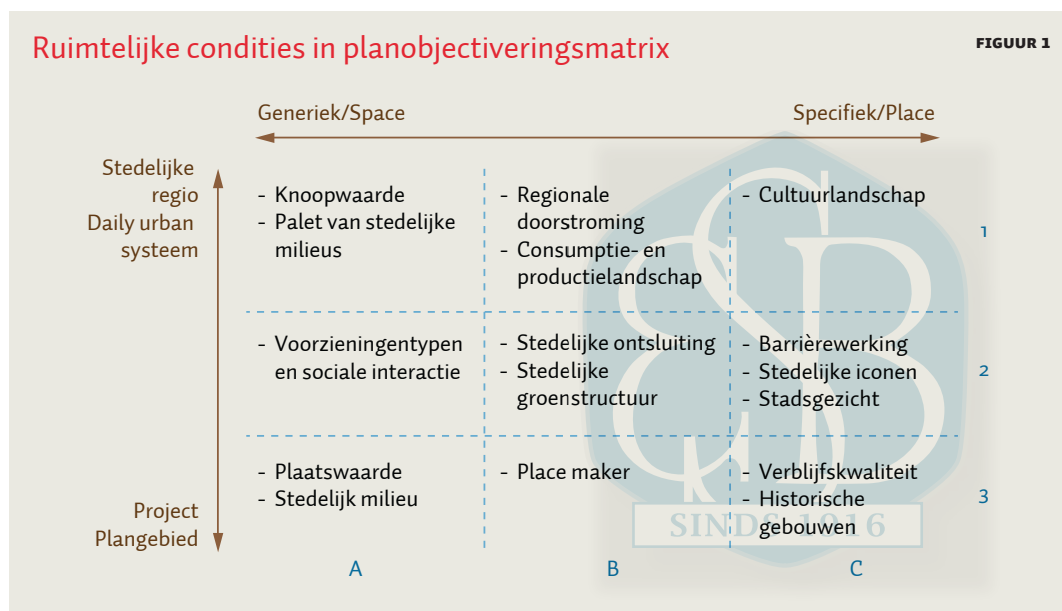 Ruimtelijke condities in planobjectiveringsmatrix
FIGUUR 1
Generiek/Space
Specifiek/Place
Stedelijke
regio
Daily urban
systeem
- Knoopwaarde
- Palet van stedelijke
milieus
- Regionale
doorstroming
- Consumptie- en
productielandschap
- Cultuurlandschap
1
- Voorzieningentypen
en sociale interactie
- Stedelijke ontsluiting
- Stedelijke
groenstructuur
- Barrièrewerking
- Stedelijke iconen
- Stadsgezicht
2
Project
Plangebied
- Plaatswaarde
- Stedelijk milieu
- Place maker
- Verblijfskwaliteit
- Historische
gebouwen
3
A
B
C
ESB
SINDS 1916